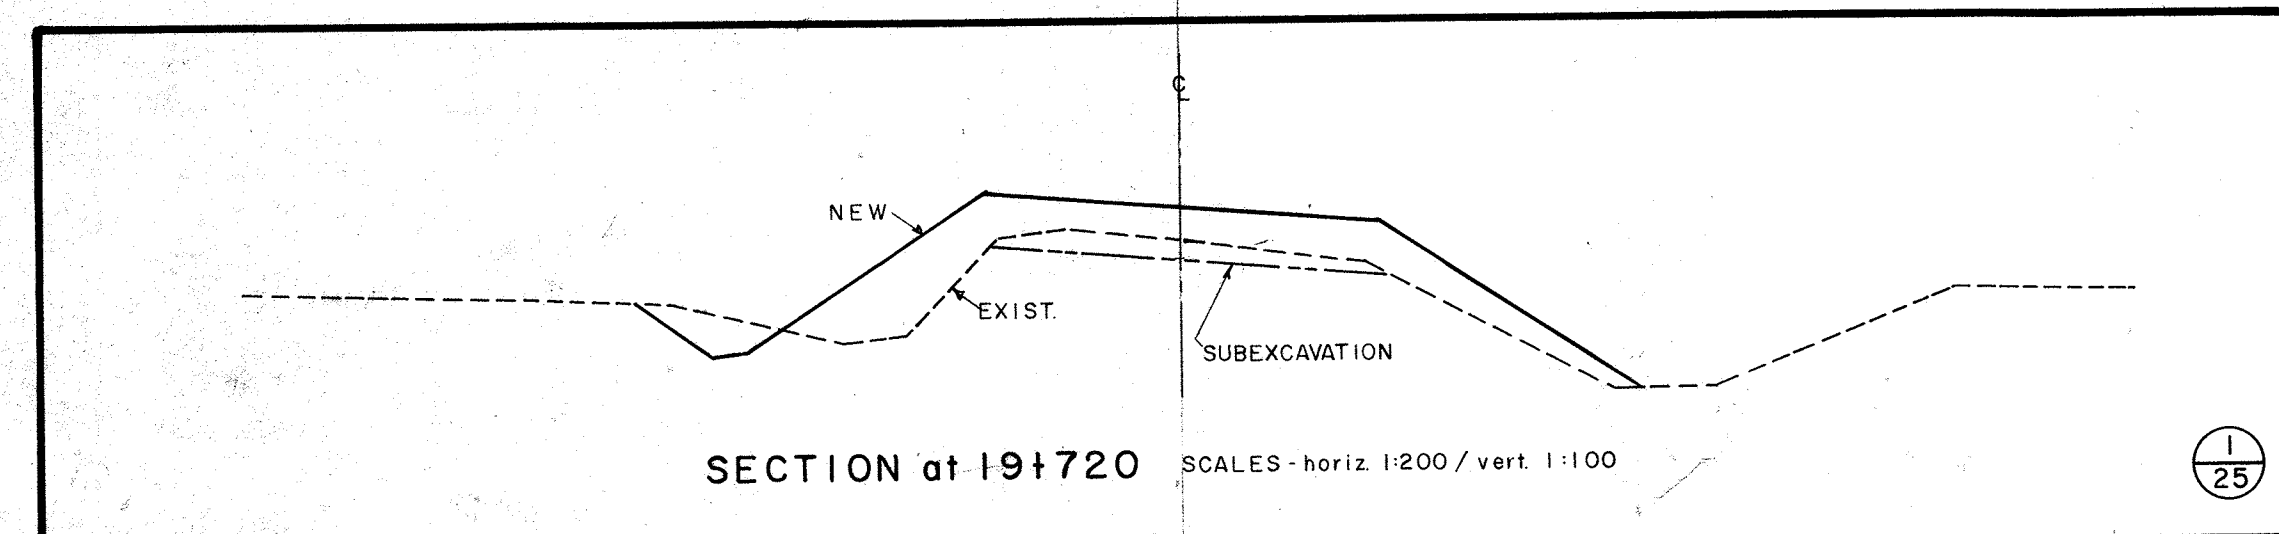 ℄
NEW
EXIST.
SUBEXCAVATION
SECTION at 19+720 SCALES - horiz. 1:200 / vert. 1:100
1
25